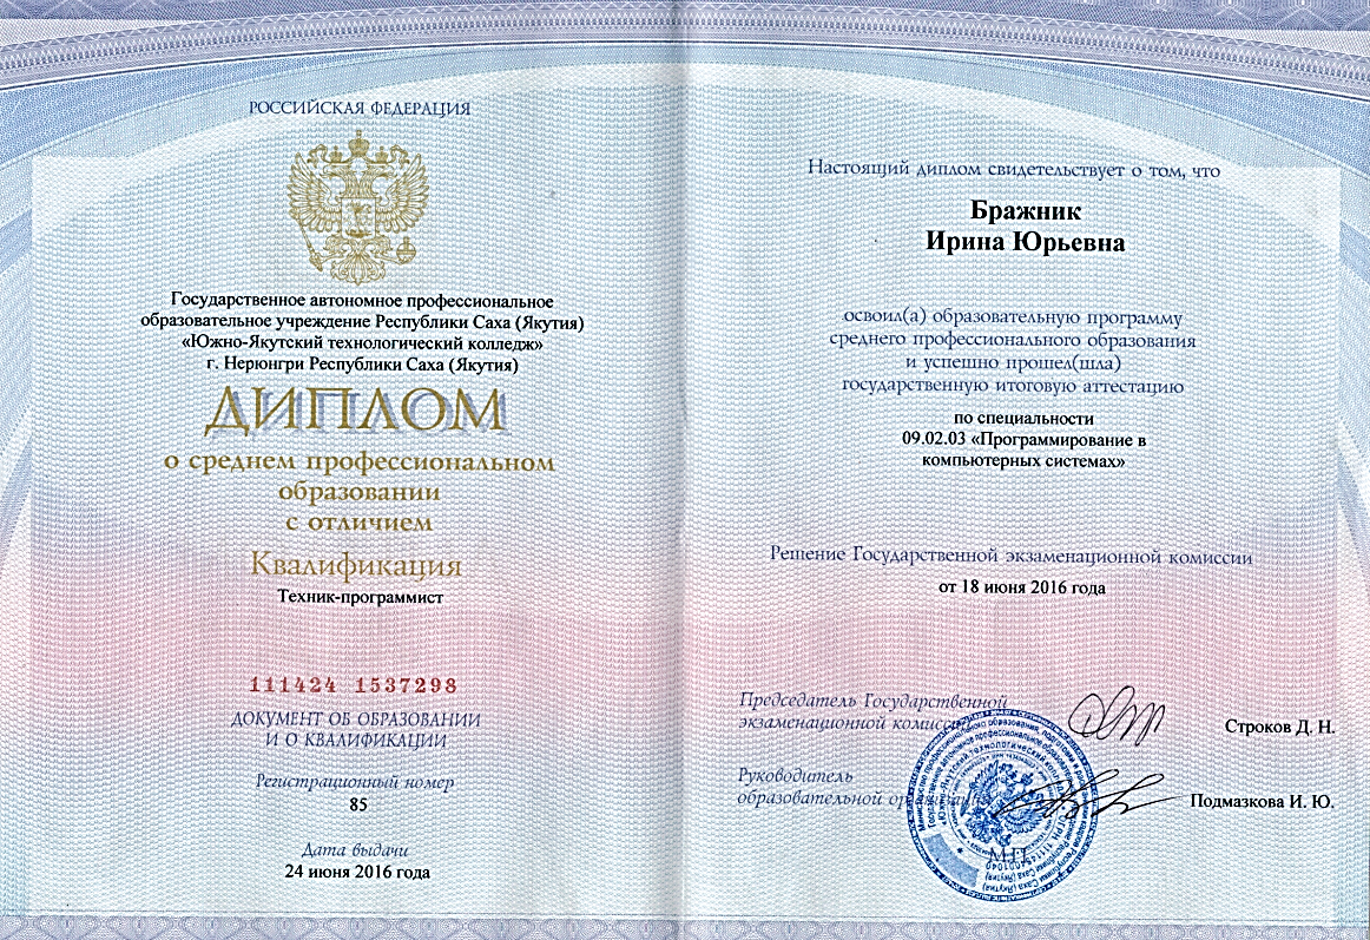 РОССИЙСКАЯ ФЕДЕРАЦИЯ
Государственное автономное профессиональное
образовательное учреждение Республики Саха (Якутия)
«Южно-Якутский технологический колледж»
г. Нерюнгри Республики Саха (Якутия)
ДИПЛОМ
о среднем профессиональном
образовании
с отличием
Квалификация
Техник-программист
111424 1537298
ДОКУМЕНТ ОБ ОБРАЗОВАНИИ
И О КВАЛИФИКАЦИИ
Регистрационный номер
85
Дата выдачи
24 июня 2016 года
Настоящий диплом свидетельствует о том, что
Бражник
Ирина Юрьевна
освоил(а) образовательную программу
среднего профессионального образования
и успешно прошел(шла)
государственную итоговую аттестацию
по специальности
09.02.03 «Программирование в
компьютерных системах»
Решение Государственной экзаменационной комиссии
от 18 июня 2016 года
Председатель Государственной
экзаменационной комиссии
Строков Д. Н.
Руководитель
образовательной организации
Подмазкова И. Ю.
М.П.